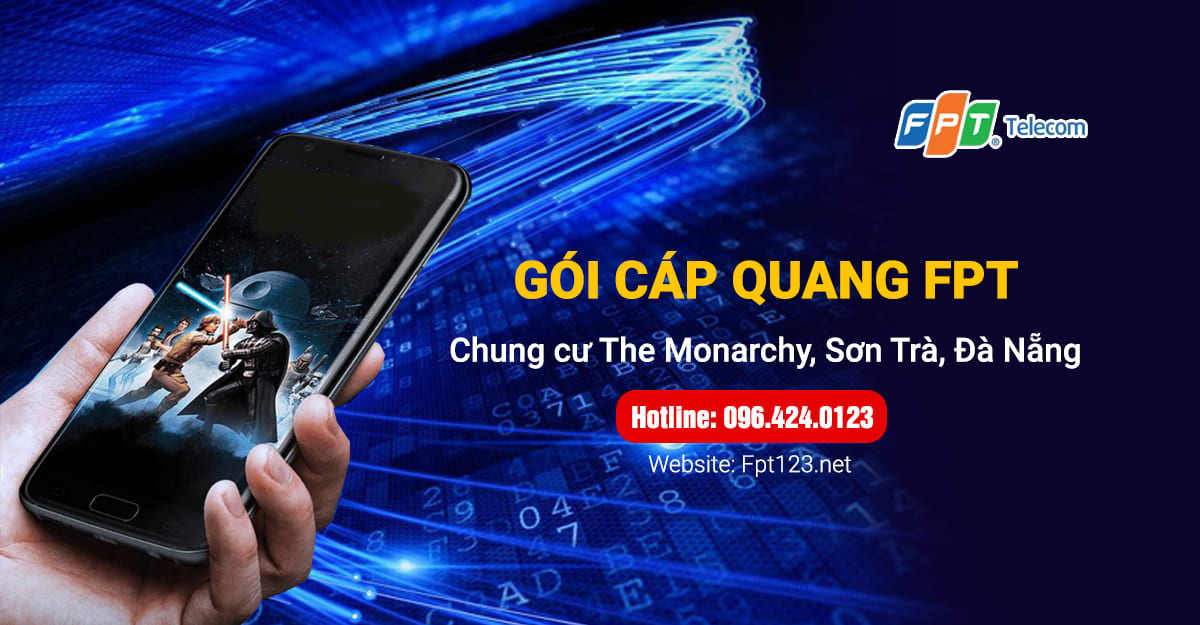 FPT Telecom
GÓI CÁP QUANG FPT
Chung cư The Monarchy, Sơn Trà, Đà Nẵng
Hotline: 096.424.0123
Website: Fpt123.net